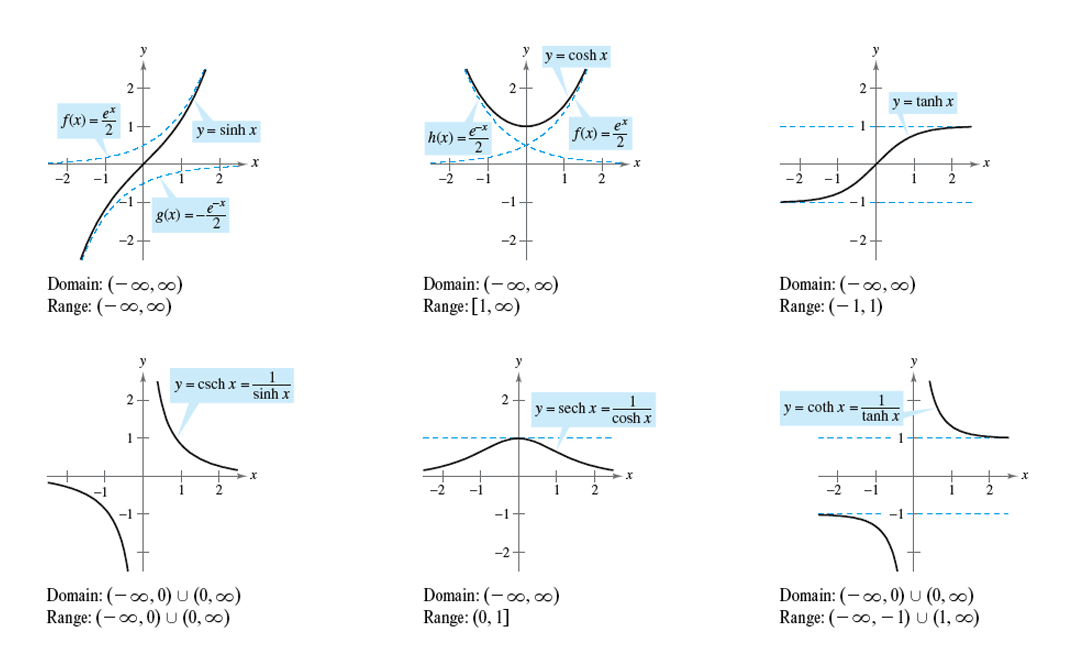 y
2
f(x) = e^x/2
1
y = sinh x
x
−2 −1 1 2
−1
g(x) = −e^−x/2
−2
Domain: (−∞, ∞)
Range: (−∞, ∞)
y
y = cosh x
2
h(x) = e^−x/2
f(x) = e^x/2
x
−2 −1 1 2
−1
−2
Domain: (−∞, ∞)
Range: [1, ∞)
y
2
y = tanh x
1
x
−2 −1 1 2
−1
−2
Domain: (−∞, ∞)
Range: (−1, 1)
y
y = csch x = 1/sinh x
2
1
x
−1 1 2
−1
Domain: (−∞, 0) ∪ (0, ∞)
Range: (−∞, 0) ∪ (0, ∞)
y
2
y = sech x = 1/cosh x
x
−2 −1 1 2
−1
−2
Domain: (−∞, ∞)
Range: (0, 1]
y
y = coth x = 1/tanh x
1
x
−2 −1 1 2
−1
Domain: (−∞, 0) ∪ (0, ∞)
Range: (−∞, −1) ∪ (1, ∞)